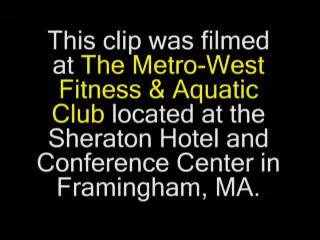 This clip was filmed
at The Metro-West
Fitness & Aquatic
Club located at the
Sheraton Hotel and
Conference Center in
Framingham, MA.